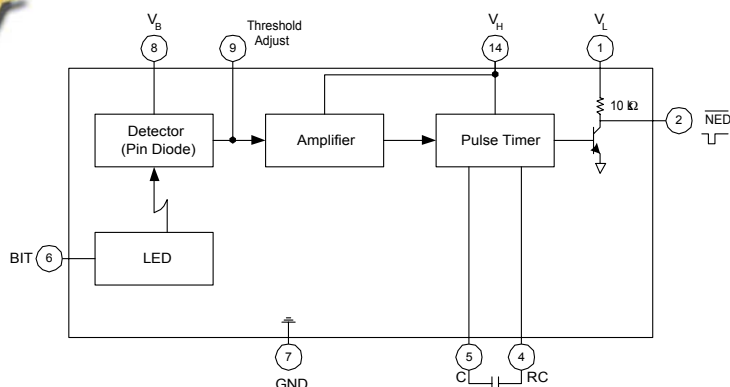 V_B
Threshold
Adjust
V_H
V_L
8
9
14
1
10 kΩ
Detector
(Pin Diode)
Amplifier
Pulse Timer
2
NED
BIT
6
LED
7
GND
5
4
C
RC